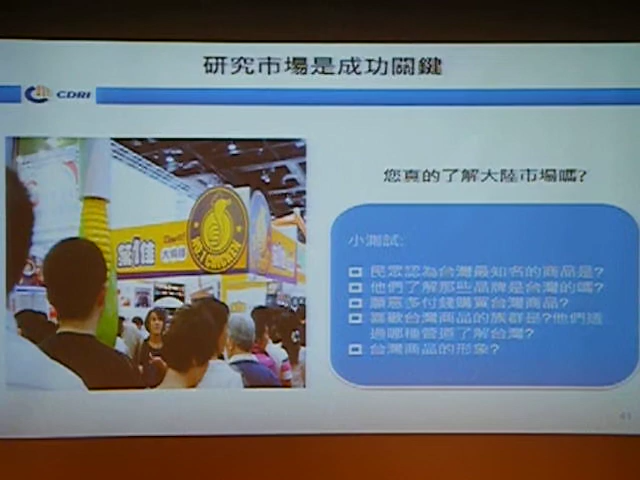 研究市場是成功關鍵
CDRI
您真的了解大陸市場嗎?
小測試:
民眾認為台灣最知名的商品是?
他們了解那些品牌是台灣的嗎?
願意多付錢購買台灣商品?
喜歡台灣商品的族群是?他們透
過哪種管道了解台灣?
台灣商品的形象?